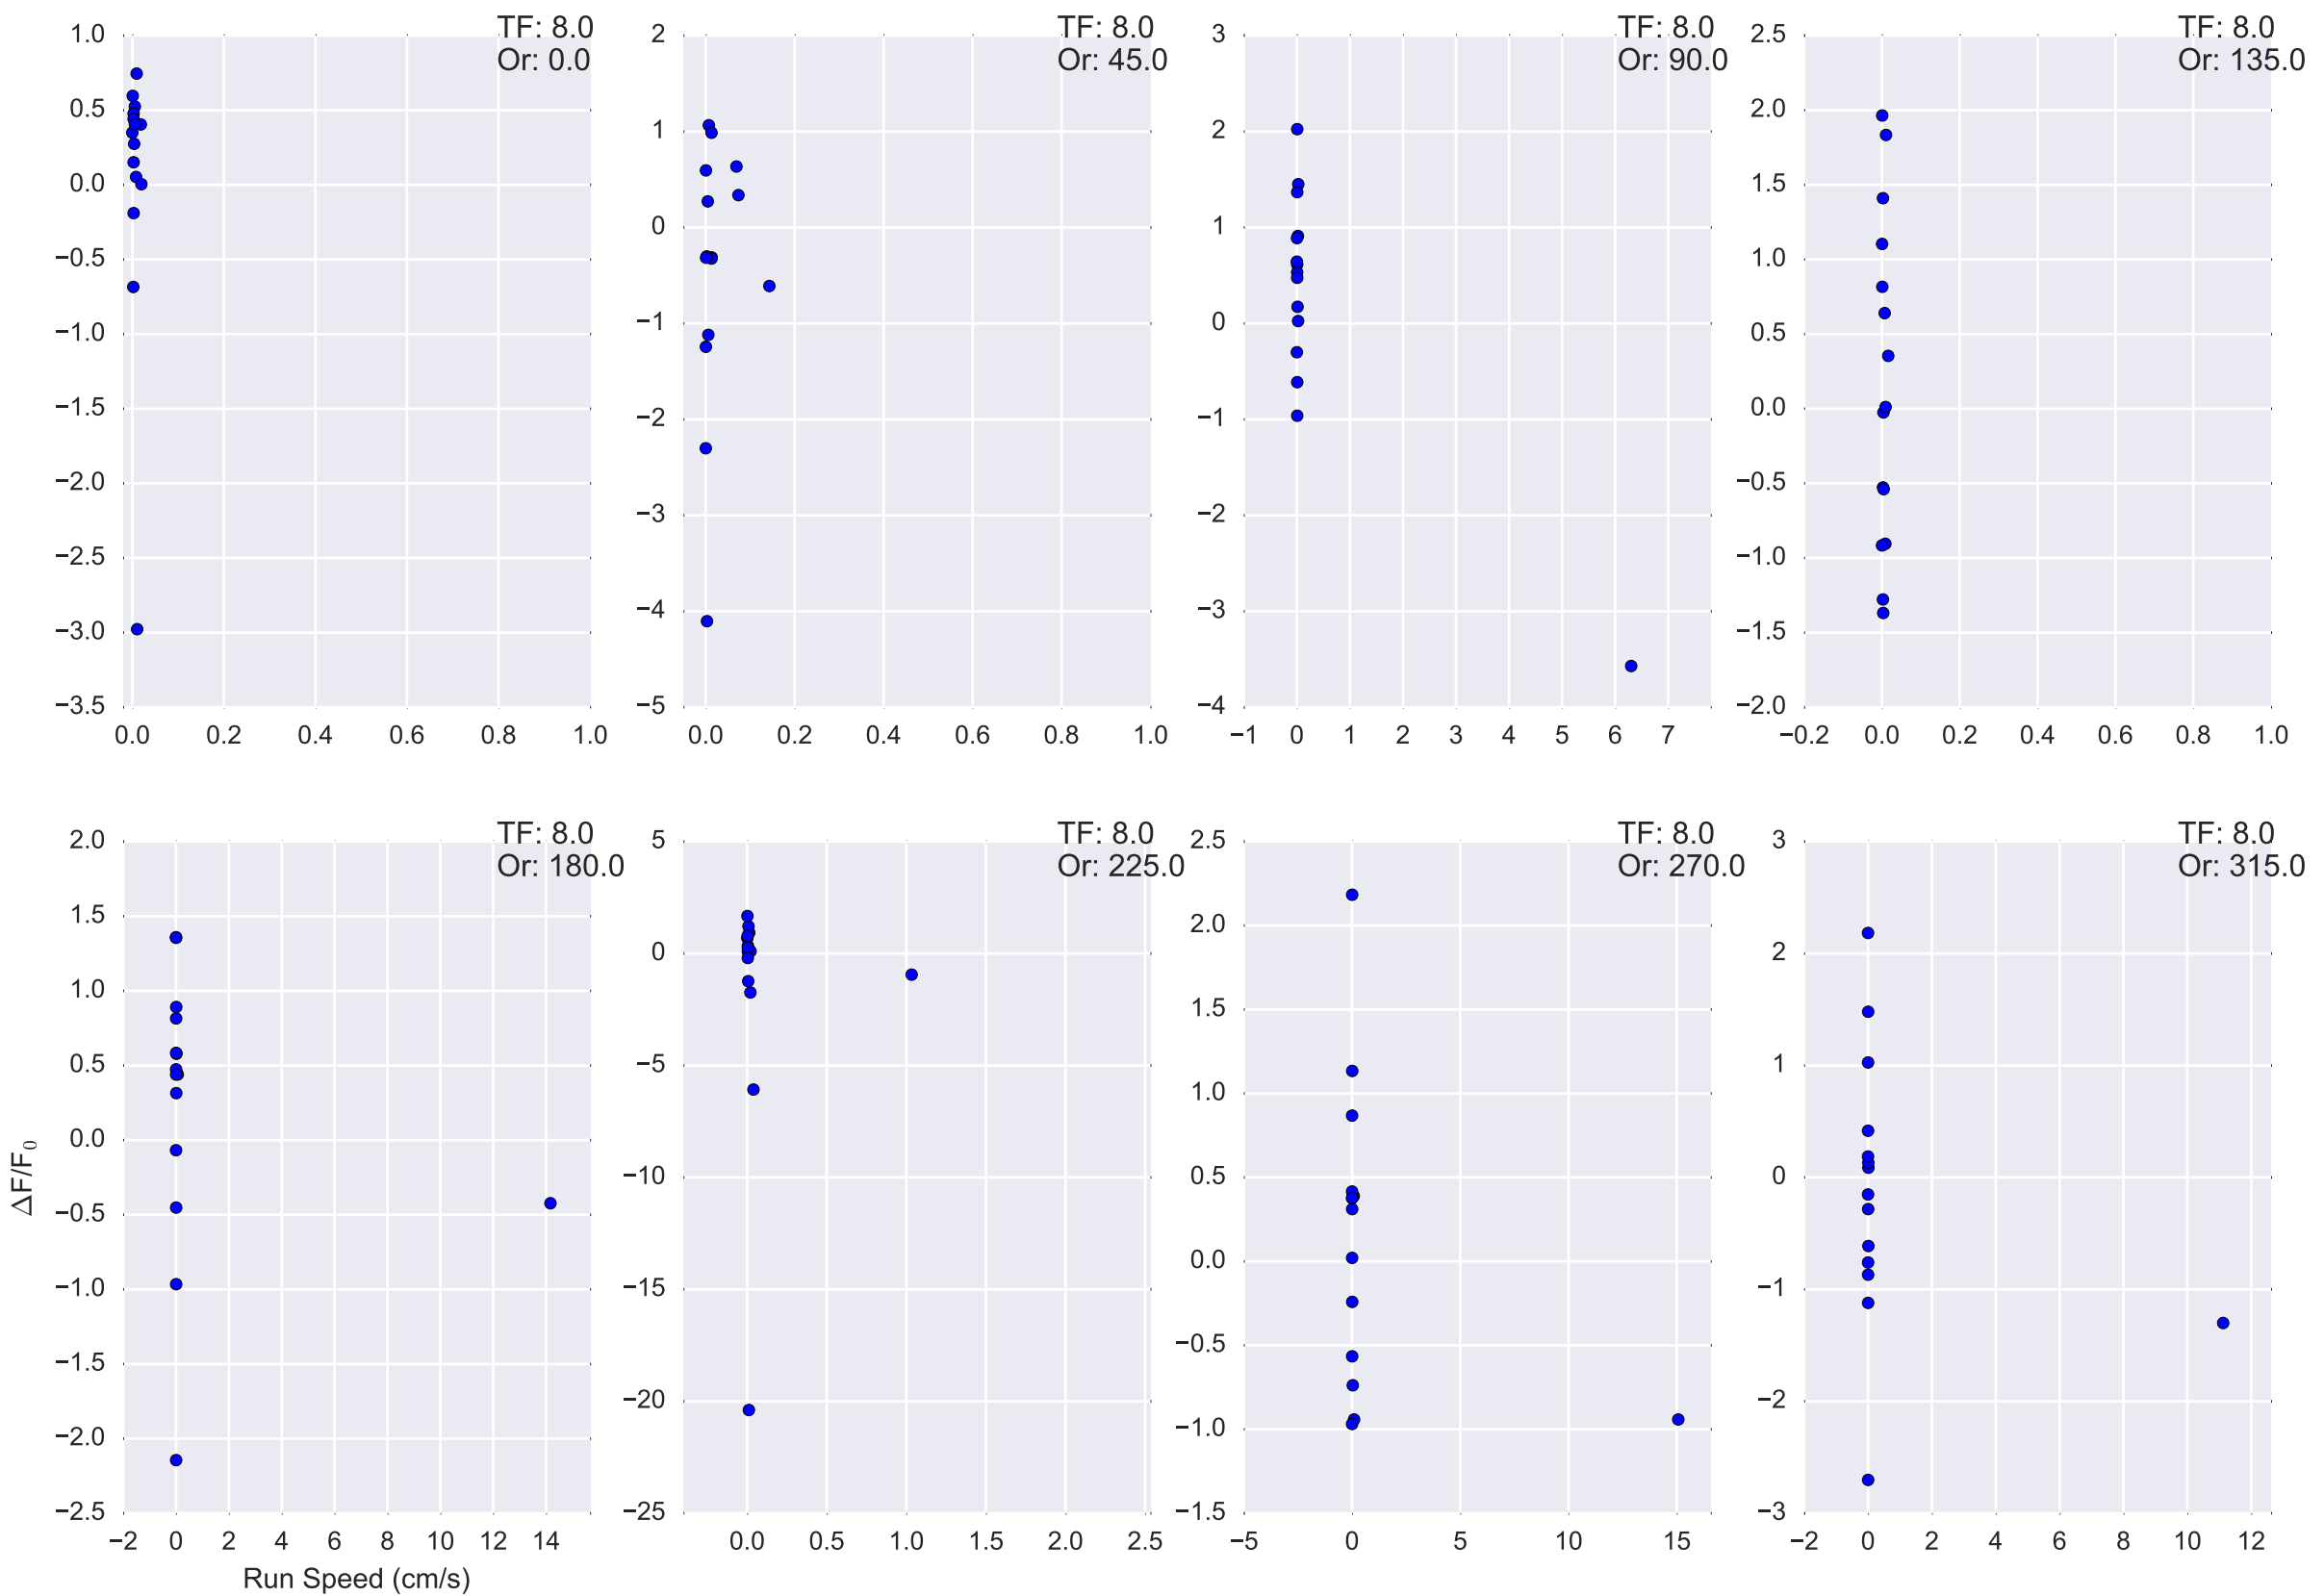 TF: 8.0
Or: 0.0
1.0
0.5
0.0
−0.5
−1.0
−1.5
−2.0
−2.5
−3.0
−3.5
0.0 0.2 0.4 0.6 0.8 1.0
TF: 8.0
Or: 45.0
2
1
0
−1
−2
−3
−4
−5
0.0 0.2 0.4 0.6 0.8 1.0
TF: 8.0
Or: 90.0
3
2
1
0
−1
−2
−3
−4
−1 0 1 2 3 4 5 6 7
TF: 8.0
Or: 135.0
2.5
2.0
1.5
1.0
0.5
0.0
−0.5
−1.0
−1.5
−2.0
−0.2 0.0 0.2 0.4 0.6 0.8 1.0
TF: 8.0
Or: 180.0
2.0
1.5
1.0
0.5
0.0
−0.5
−1.0
−1.5
−2.0
−2.5
ΔF/F₀
−2 0 2 4 6 8 10 12 14
Run Speed (cm/s)
TF: 8.0
Or: 225.0
5
0
−5
−10
−15
−20
−25
0.0 0.5 1.0 1.5 2.0 2.5
TF: 8.0
Or: 270.0
2.5
2.0
1.5
1.0
0.5
0.0
−0.5
−1.0
−1.5
−5 0 5 10 15
TF: 8.0
Or: 315.0
3
2
1
0
−1
−2
−3
−2 0 2 4 6 8 10 12